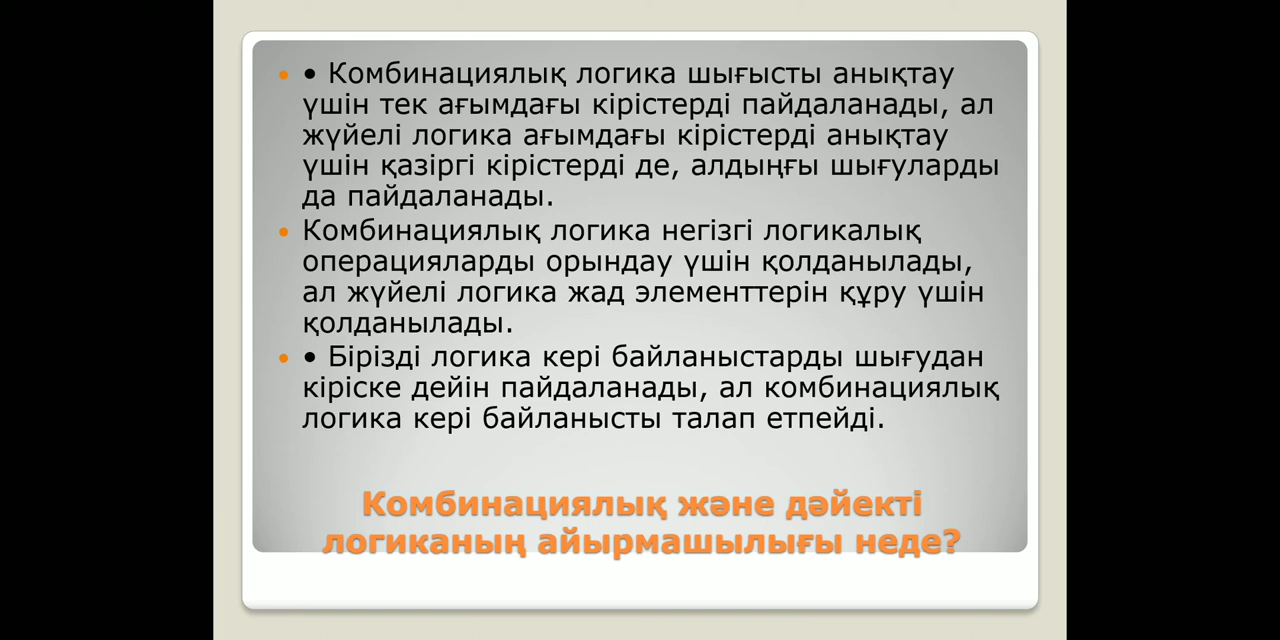 • • Комбинациялық логика шығысты анықтау
үшін тек ағымдағы кірістерді пайдаланады, ал
жүйелі логика ағымдағы кірістерді анықтау
үшін қазіргі кірістерді де, алдыңғы шығуларды
да пайдаланады.
• Комбинациялық логика негізгі логикалық
операцияларды орындау үшін қолданылады,
ал жүйелі логика жад элементтерін құру үшін
қолданылады.
• • Бірізді логика кері байланыстарды шығудан
кіріске дейін пайдаланады, ал комбинациялық
логика кері байланысты талап етпейді.
Комбинациялық және дәйекті
логиканың айырмашылығы неде?